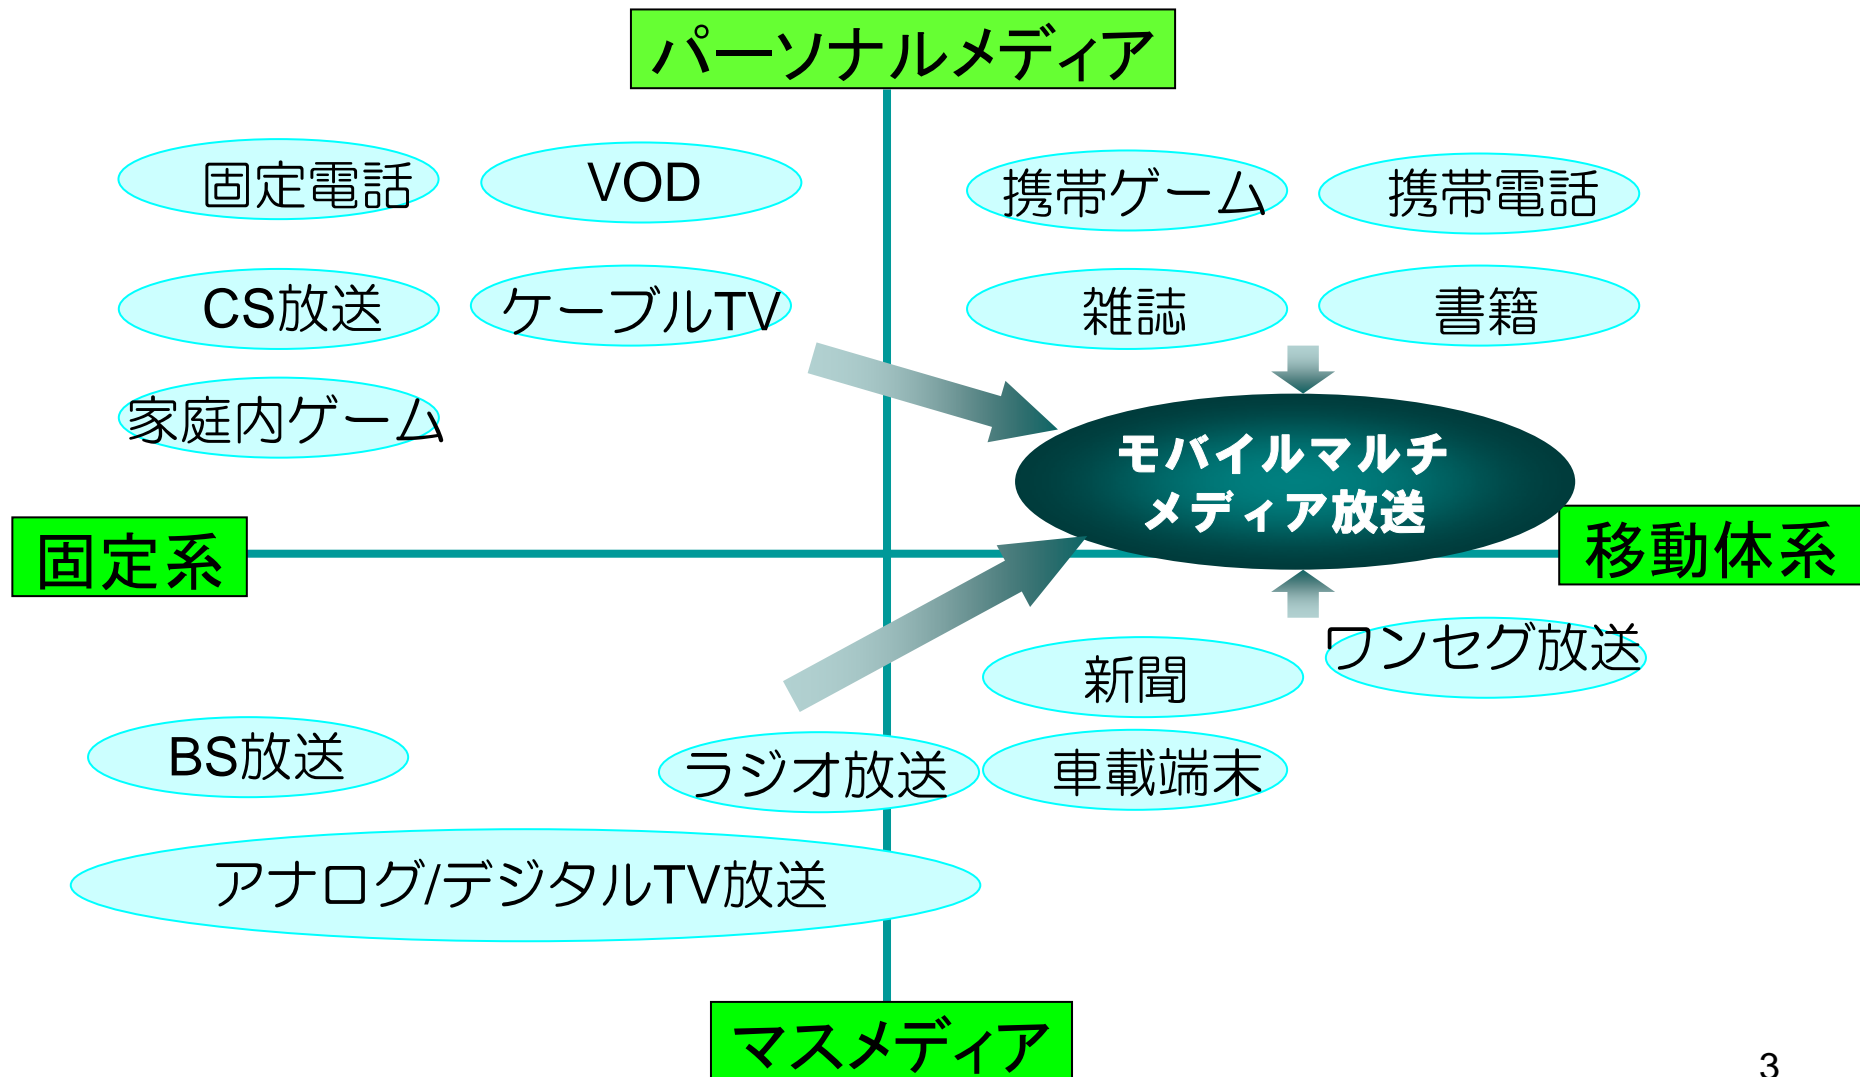 パーソナルメディア
固定電話
VOD
携帯ゲーム
携帯電話
CS放送
ケーブルTV
雑誌
書籍
家庭内ゲーム
モバイルマルチ
メディア放送
固定系
移動体系
ワンセグ放送
新聞
BS放送
ラジオ放送
車載端末
アナログ/デジタルTV放送
マスメディア
3